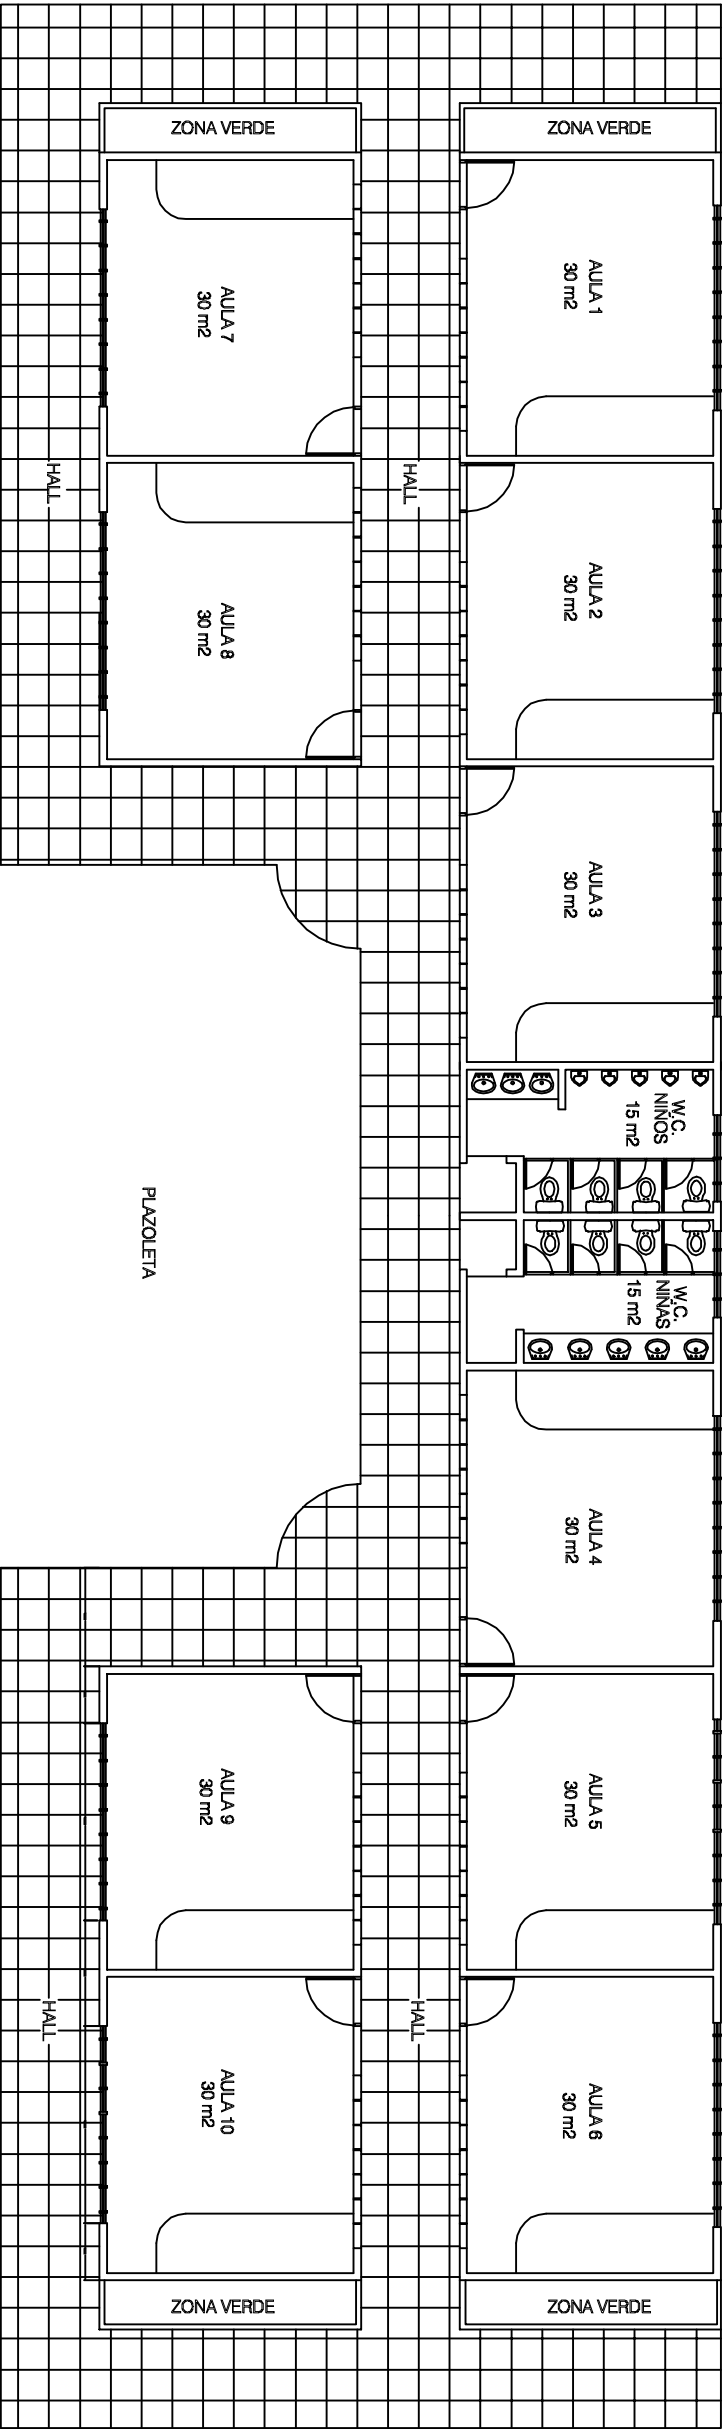 ZONA VERDE
ZONA VERDE
AULA 1
30 m2
AULA 7
30 m2
HALL
HALL
AULA 2
30 m2
AULA 8
30 m2
AULA 3
30 m2
W.C.
NIÑOS
15 m2
PLAZOLETA
W.C.
NIÑAS
15 m2
AULA 4
30 m2
AULA 9
30 m2
AULA 5
30 m2
HALL
HALL
AULA 10
30 m2
AULA 6
30 m2
ZONA VERDE
ZONA VERDE